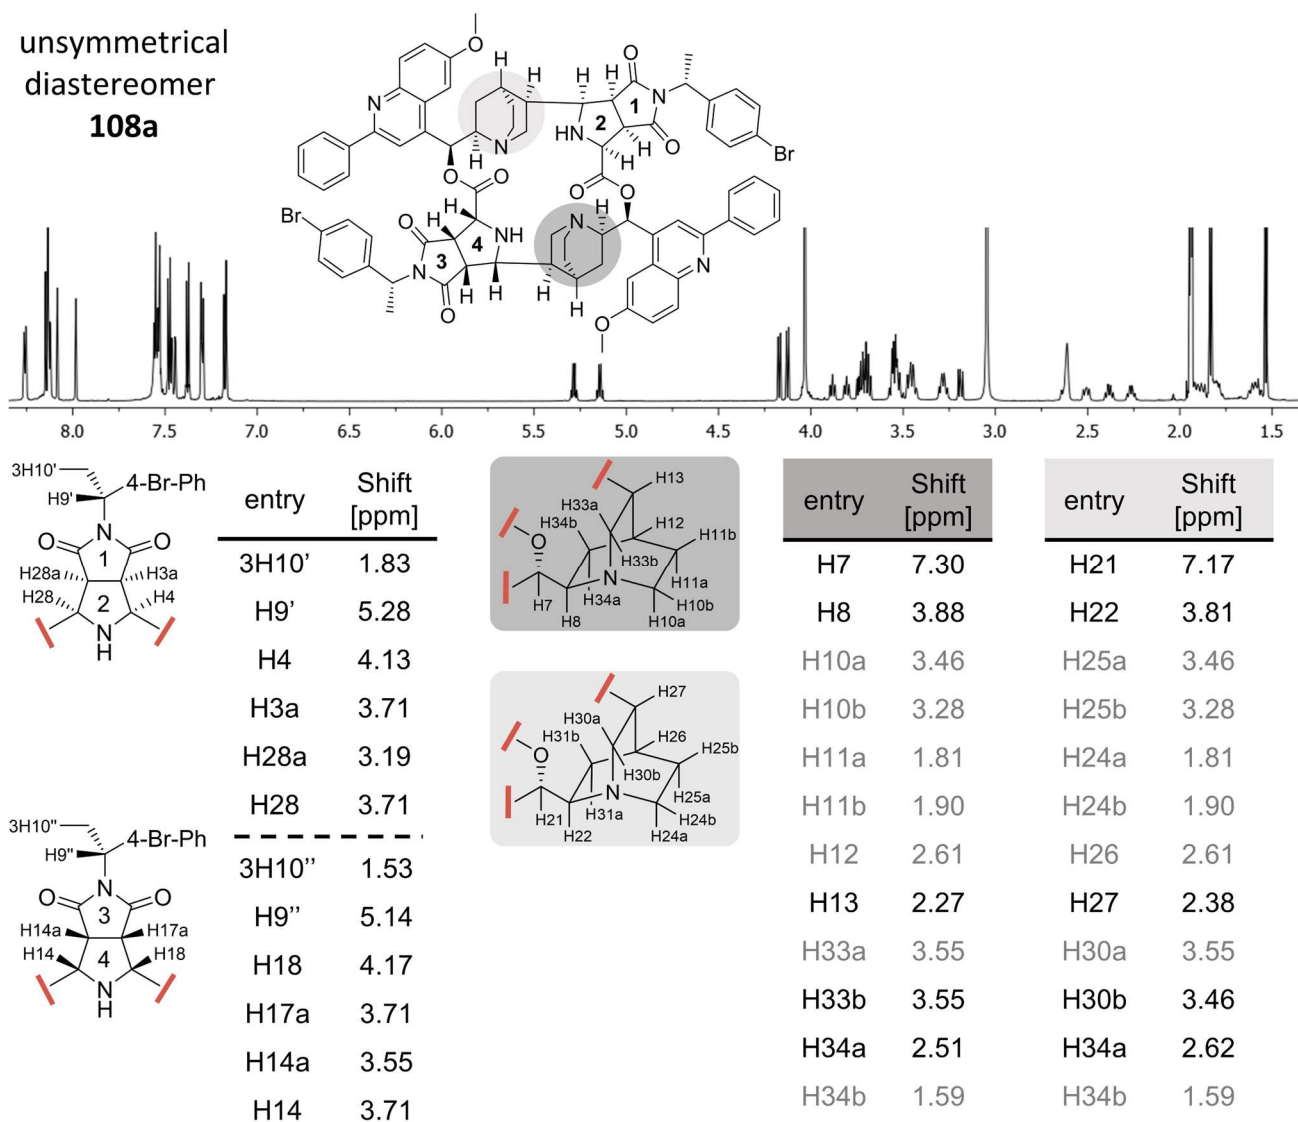 unsymmetrical
diastereomer
108a
O
H
H
H
H
O
1
N
O
N
N
H
HN
2
H
H
O
Br
O
O
O
O
Br
H
H
N
H
O
4
NH
N
3
N
O
H
H
H
H
O
8.0 7.5 7.0 6.5 6.0 5.5 5.0 4.5 4.0 3.5 3.0 2.5 2.0 1.5
3H10'
4-Br-Ph
H9'
N
O 1 O
H28a H3a
H28 2 H4
N
H
entry Shift [ppm]
3H10' 1.83
H9' 5.28
H4 4.13
H3a 3.71
H28a 3.19
H28 3.71
3H10''
4-Br-Ph
H9''
N
O 3 O
H14a H17a
H14 4 H18
N
H
3H10'' 1.53
H9'' 5.14
H18 4.17
H17a 3.71
H14a 3.55
H14 3.71
H13
H33a
H34b H12
O H11b
H33b
N H11a
H7 H34a H10b
H8 H10a
H27
H30a
H31b H26
O H25b
H30b
N H25a
H21 H31a H24b
H22 H24a
entry Shift [ppm]
H7 7.30
H8 3.88
H10a 3.46
H10b 3.28
H11a 1.81
H11b 1.90
H12 2.61
H13 2.27
H33a 3.55
H33b 3.55
H34a 2.51
H34b 1.59
entry Shift [ppm]
H21 7.17
H22 3.81
H25a 3.46
H25b 3.28
H24a 1.81
H24b 1.90
H26 2.61
H27 2.38
H30a 3.55
H30b 3.46
H34a 2.62
H34b 1.59